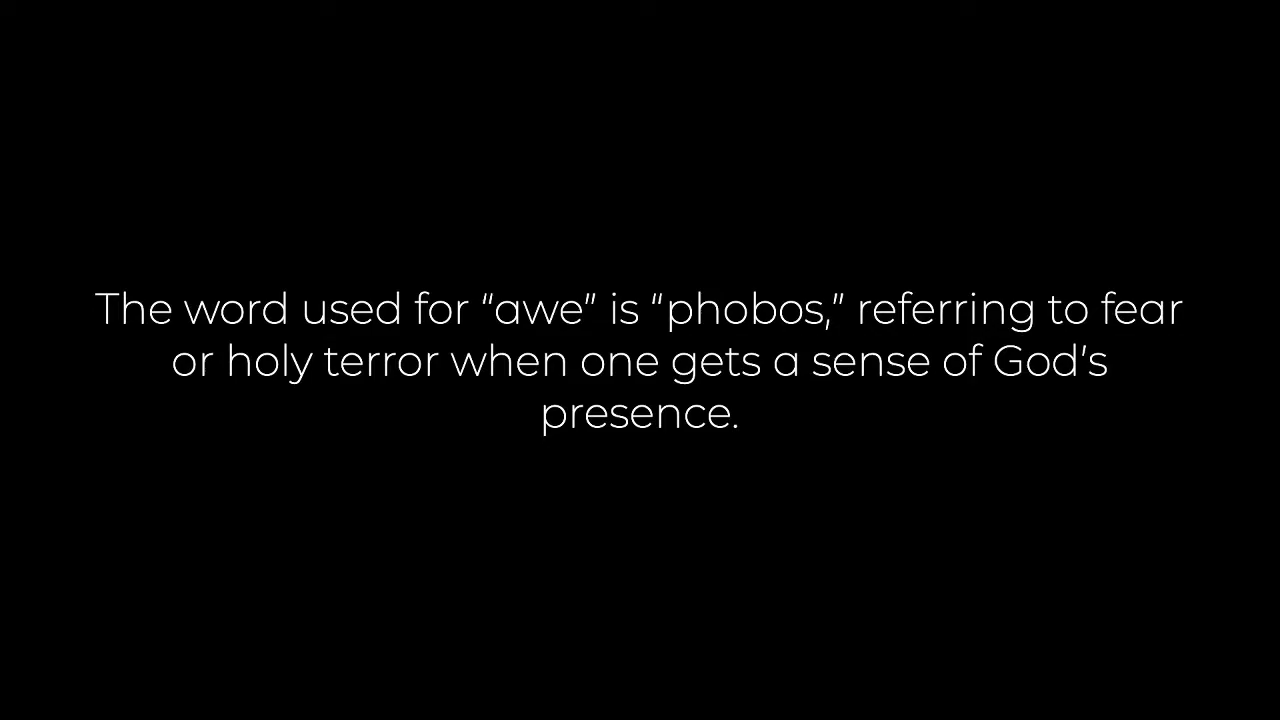 The word used for “awe” is “phobos,” referring to fear
or holy terror when one gets a sense of God’s
presence.